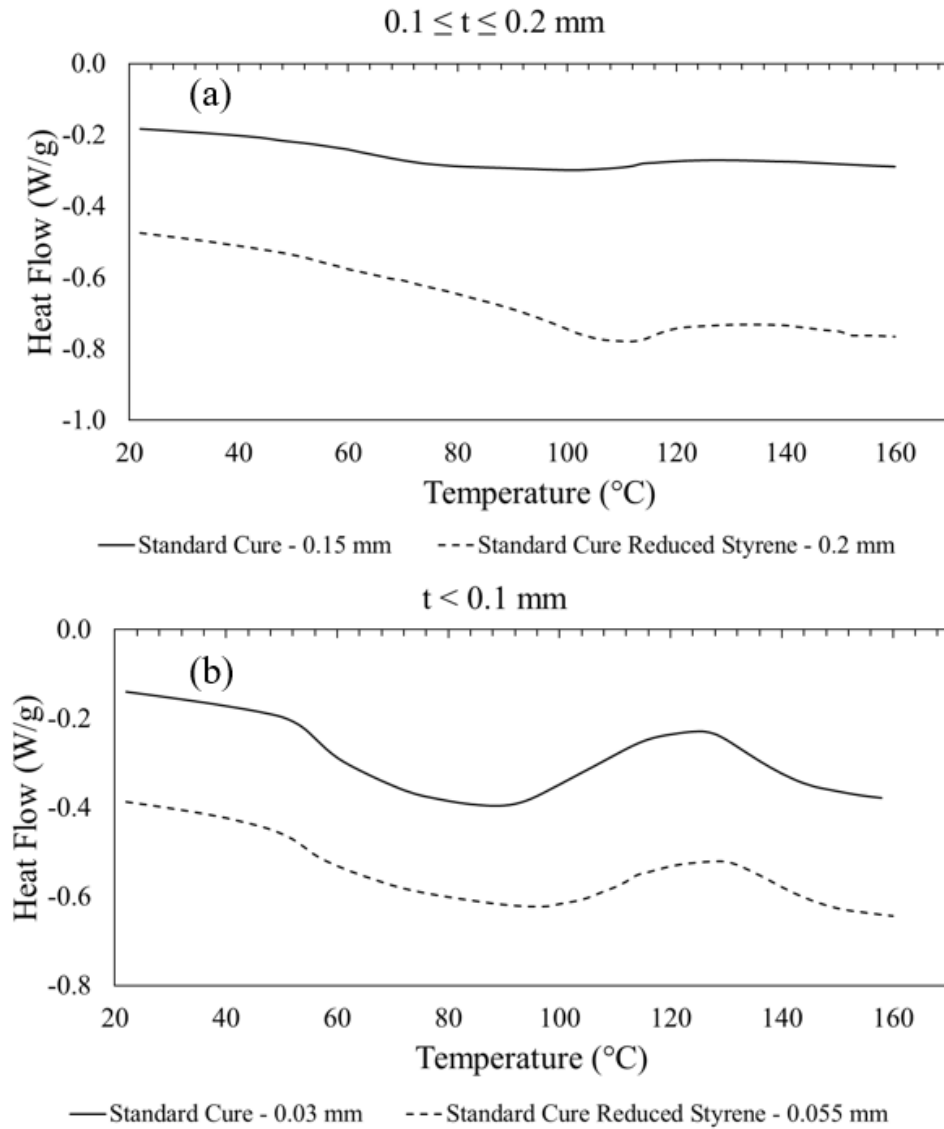 0.1 ≤ t ≤ 0.2 mm
(a)
0.0
-0.2
-0.4
-0.6
-0.8
-1.0
Heat Flow (W/g)
20 40 60 80 100 120 140 160
Temperature (°C)
Standard Cure - 0.15 mm Standard Cure Reduced Styrene - 0.2 mm
t < 0.1 mm
(b)
0.0
-0.2
-0.4
-0.6
-0.8
Heat Flow (W/g)
20 40 60 80 100 120 140 160
Temperature (°C)
Standard Cure - 0.03 mm Standard Cure Reduced Styrene - 0.055 mm